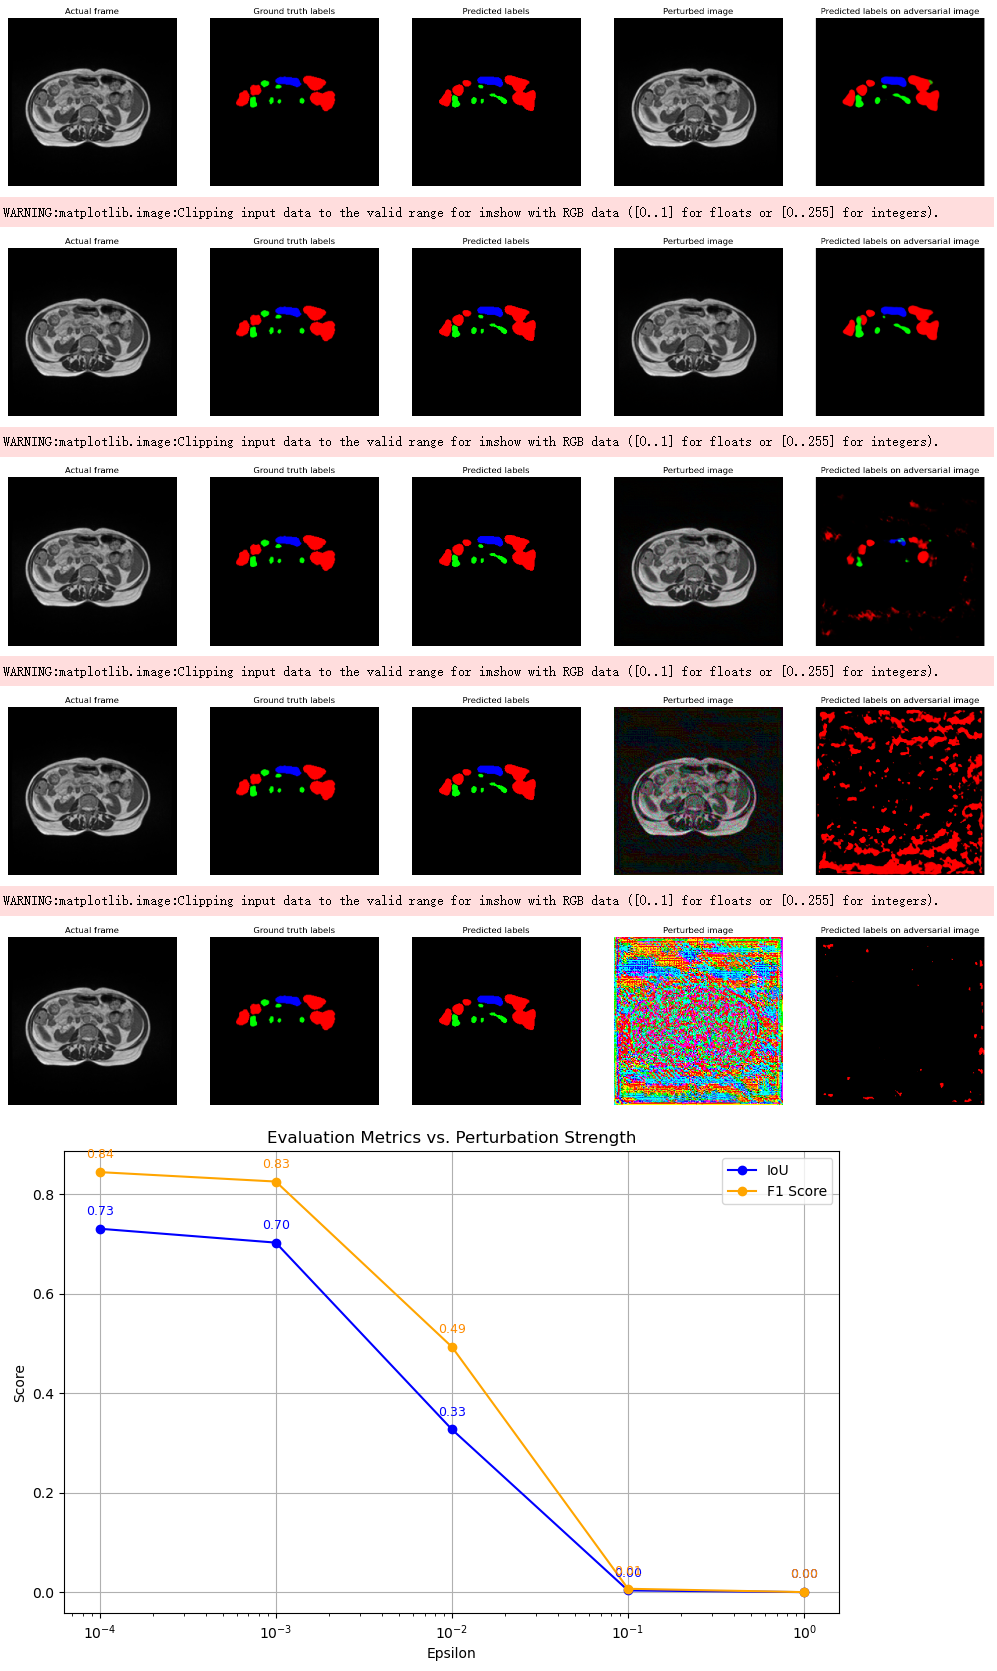 Actual frame Ground truth labels Predicted labels Perturbed image Predicted labels on adversarial image
WARNING:matplotlib.image:Clipping input data to the valid range for imshow with RGB data ([0..1] for floats or [0..255] for integers).
Actual frame Ground truth labels Predicted labels Perturbed image Predicted labels on adversarial image
WARNING:matplotlib.image:Clipping input data to the valid range for imshow with RGB data ([0..1] for floats or [0..255] for integers).
Actual frame Ground truth labels Predicted labels Perturbed image Predicted labels on adversarial image
WARNING:matplotlib.image:Clipping input data to the valid range for imshow with RGB data ([0..1] for floats or [0..255] for integers).
Actual frame Ground truth labels Predicted labels Perturbed image Predicted labels on adversarial image
WARNING:matplotlib.image:Clipping input data to the valid range for imshow with RGB data ([0..1] for floats or [0..255] for integers).
Actual frame Ground truth labels Predicted labels Perturbed image Predicted labels on adversarial image
Evaluation Metrics vs. Perturbation Strength
0.84
0.83
IoU
F1 Score
0.8
0.73
0.70
0.6
0.49
0.4
0.33
0.2
0.01
0.00
0.00
0.00
0.0
Score
10⁻⁴ 10⁻³ 10⁻² 10⁻¹ 10⁰
Epsilon